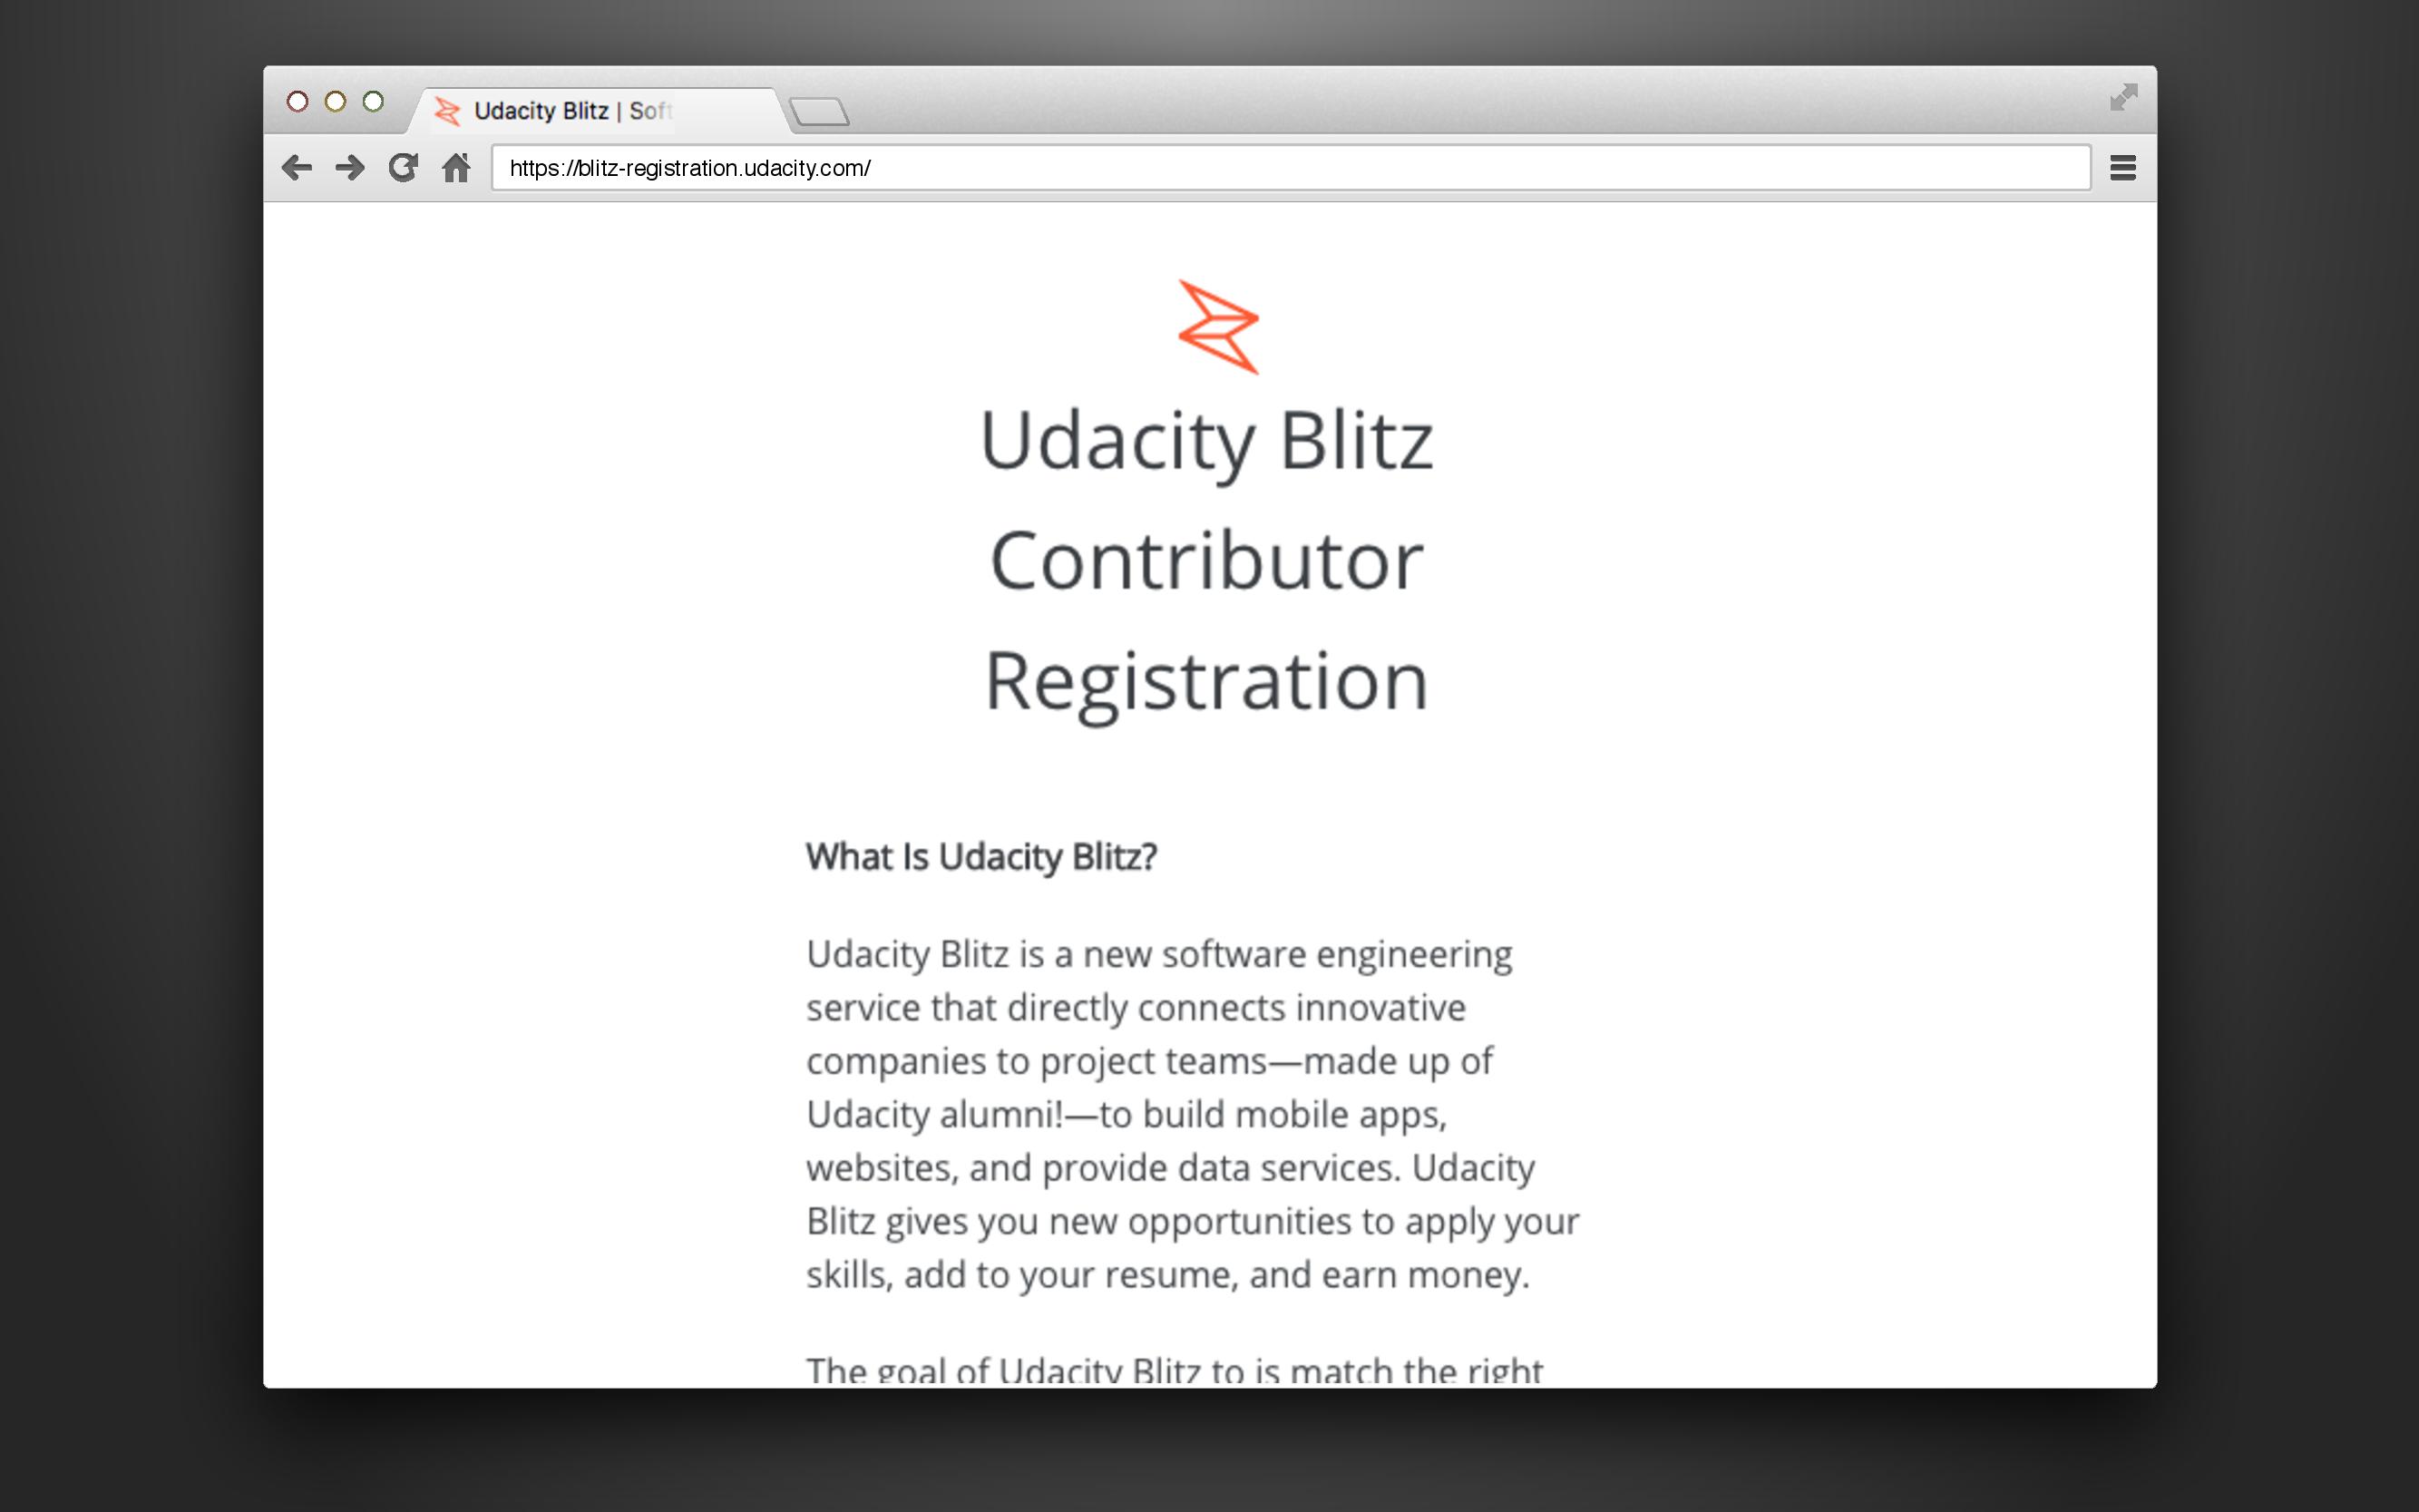 Udacity Blitz | Soft
https://blitz-registration.udacity.com/
Udacity Blitz
Contributor
Registration
What Is Udacity Blitz?
Udacity Blitz is a new software engineering
service that directly connects innovative
companies to project teams—made up of
Udacity alumni!—to build mobile apps,
websites, and provide data services. Udacity
Blitz gives you new opportunities to apply your
skills, add to your resume, and earn money.
The goal of Udacity Blitz to is match the right